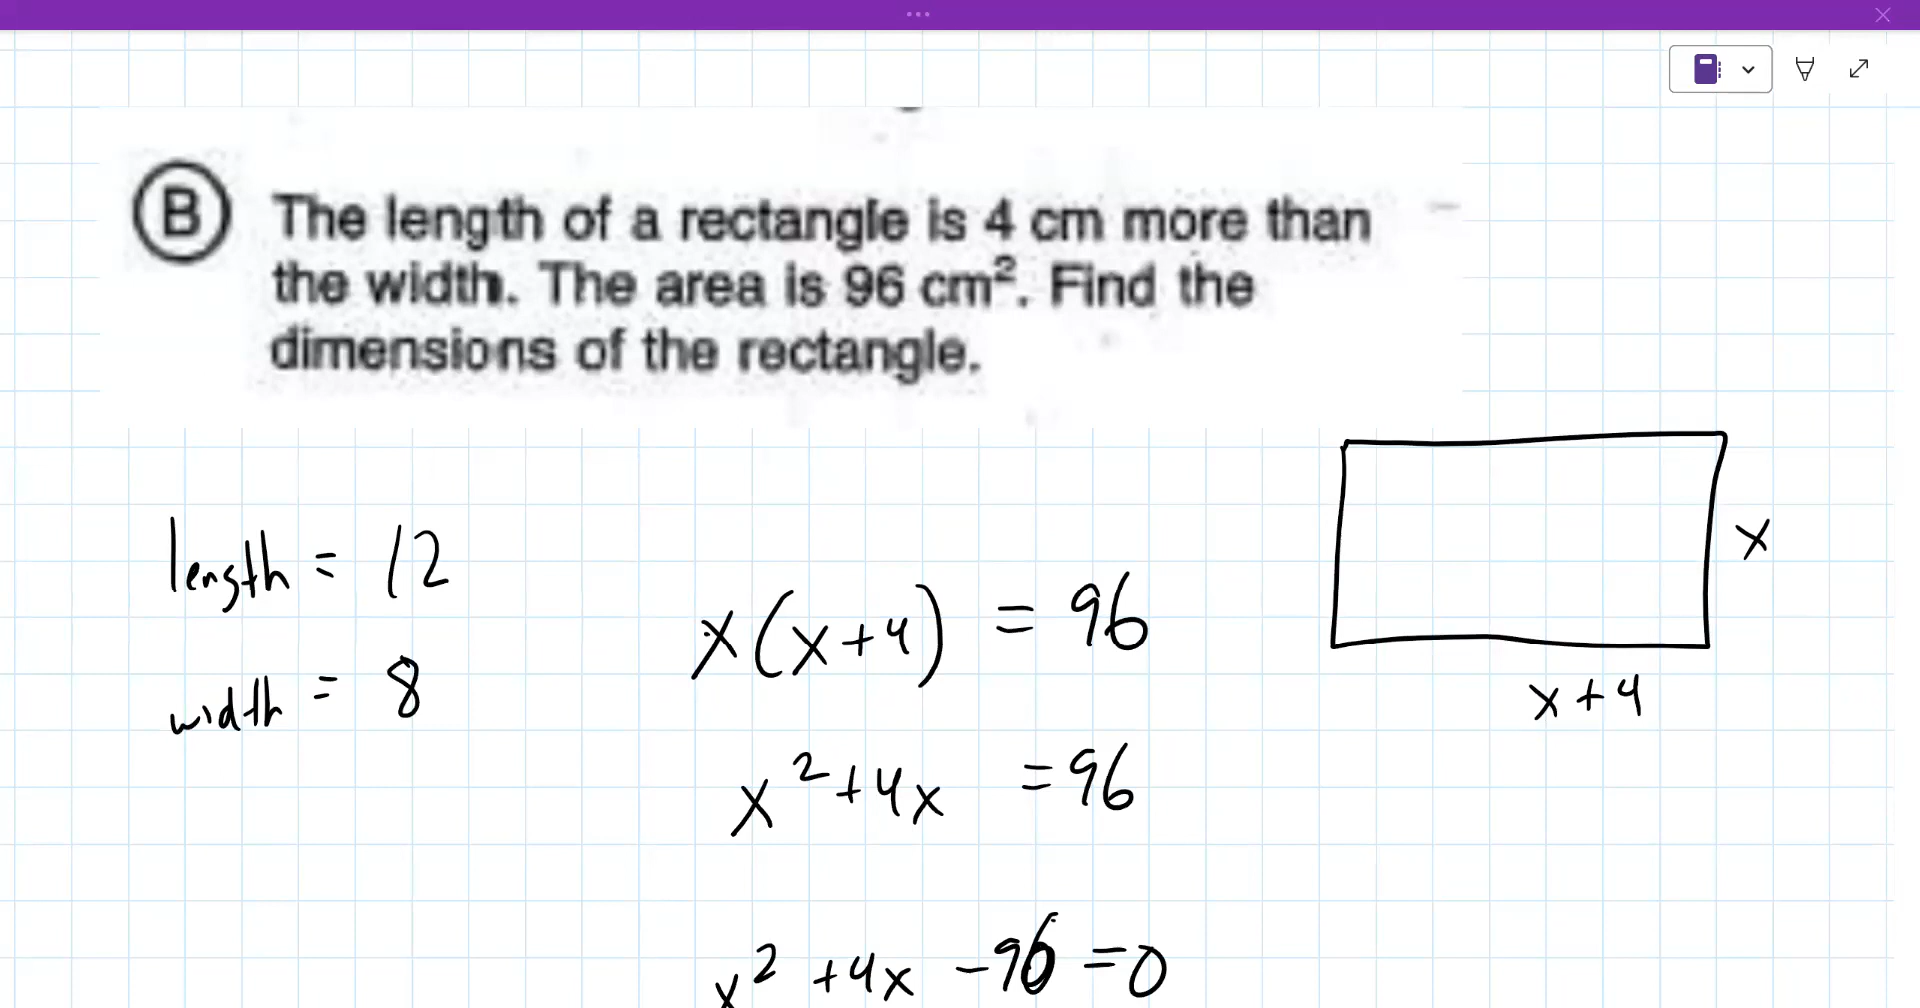 B The length of a rectangle is 4 cm more than
the width. The area is 96 cm². Find the
dimensions of the rectangle.
length = 12
width = 8
x(x+4) = 96
x² + 4x = 96
x² + 4x - 96 = 0
x
x + 4